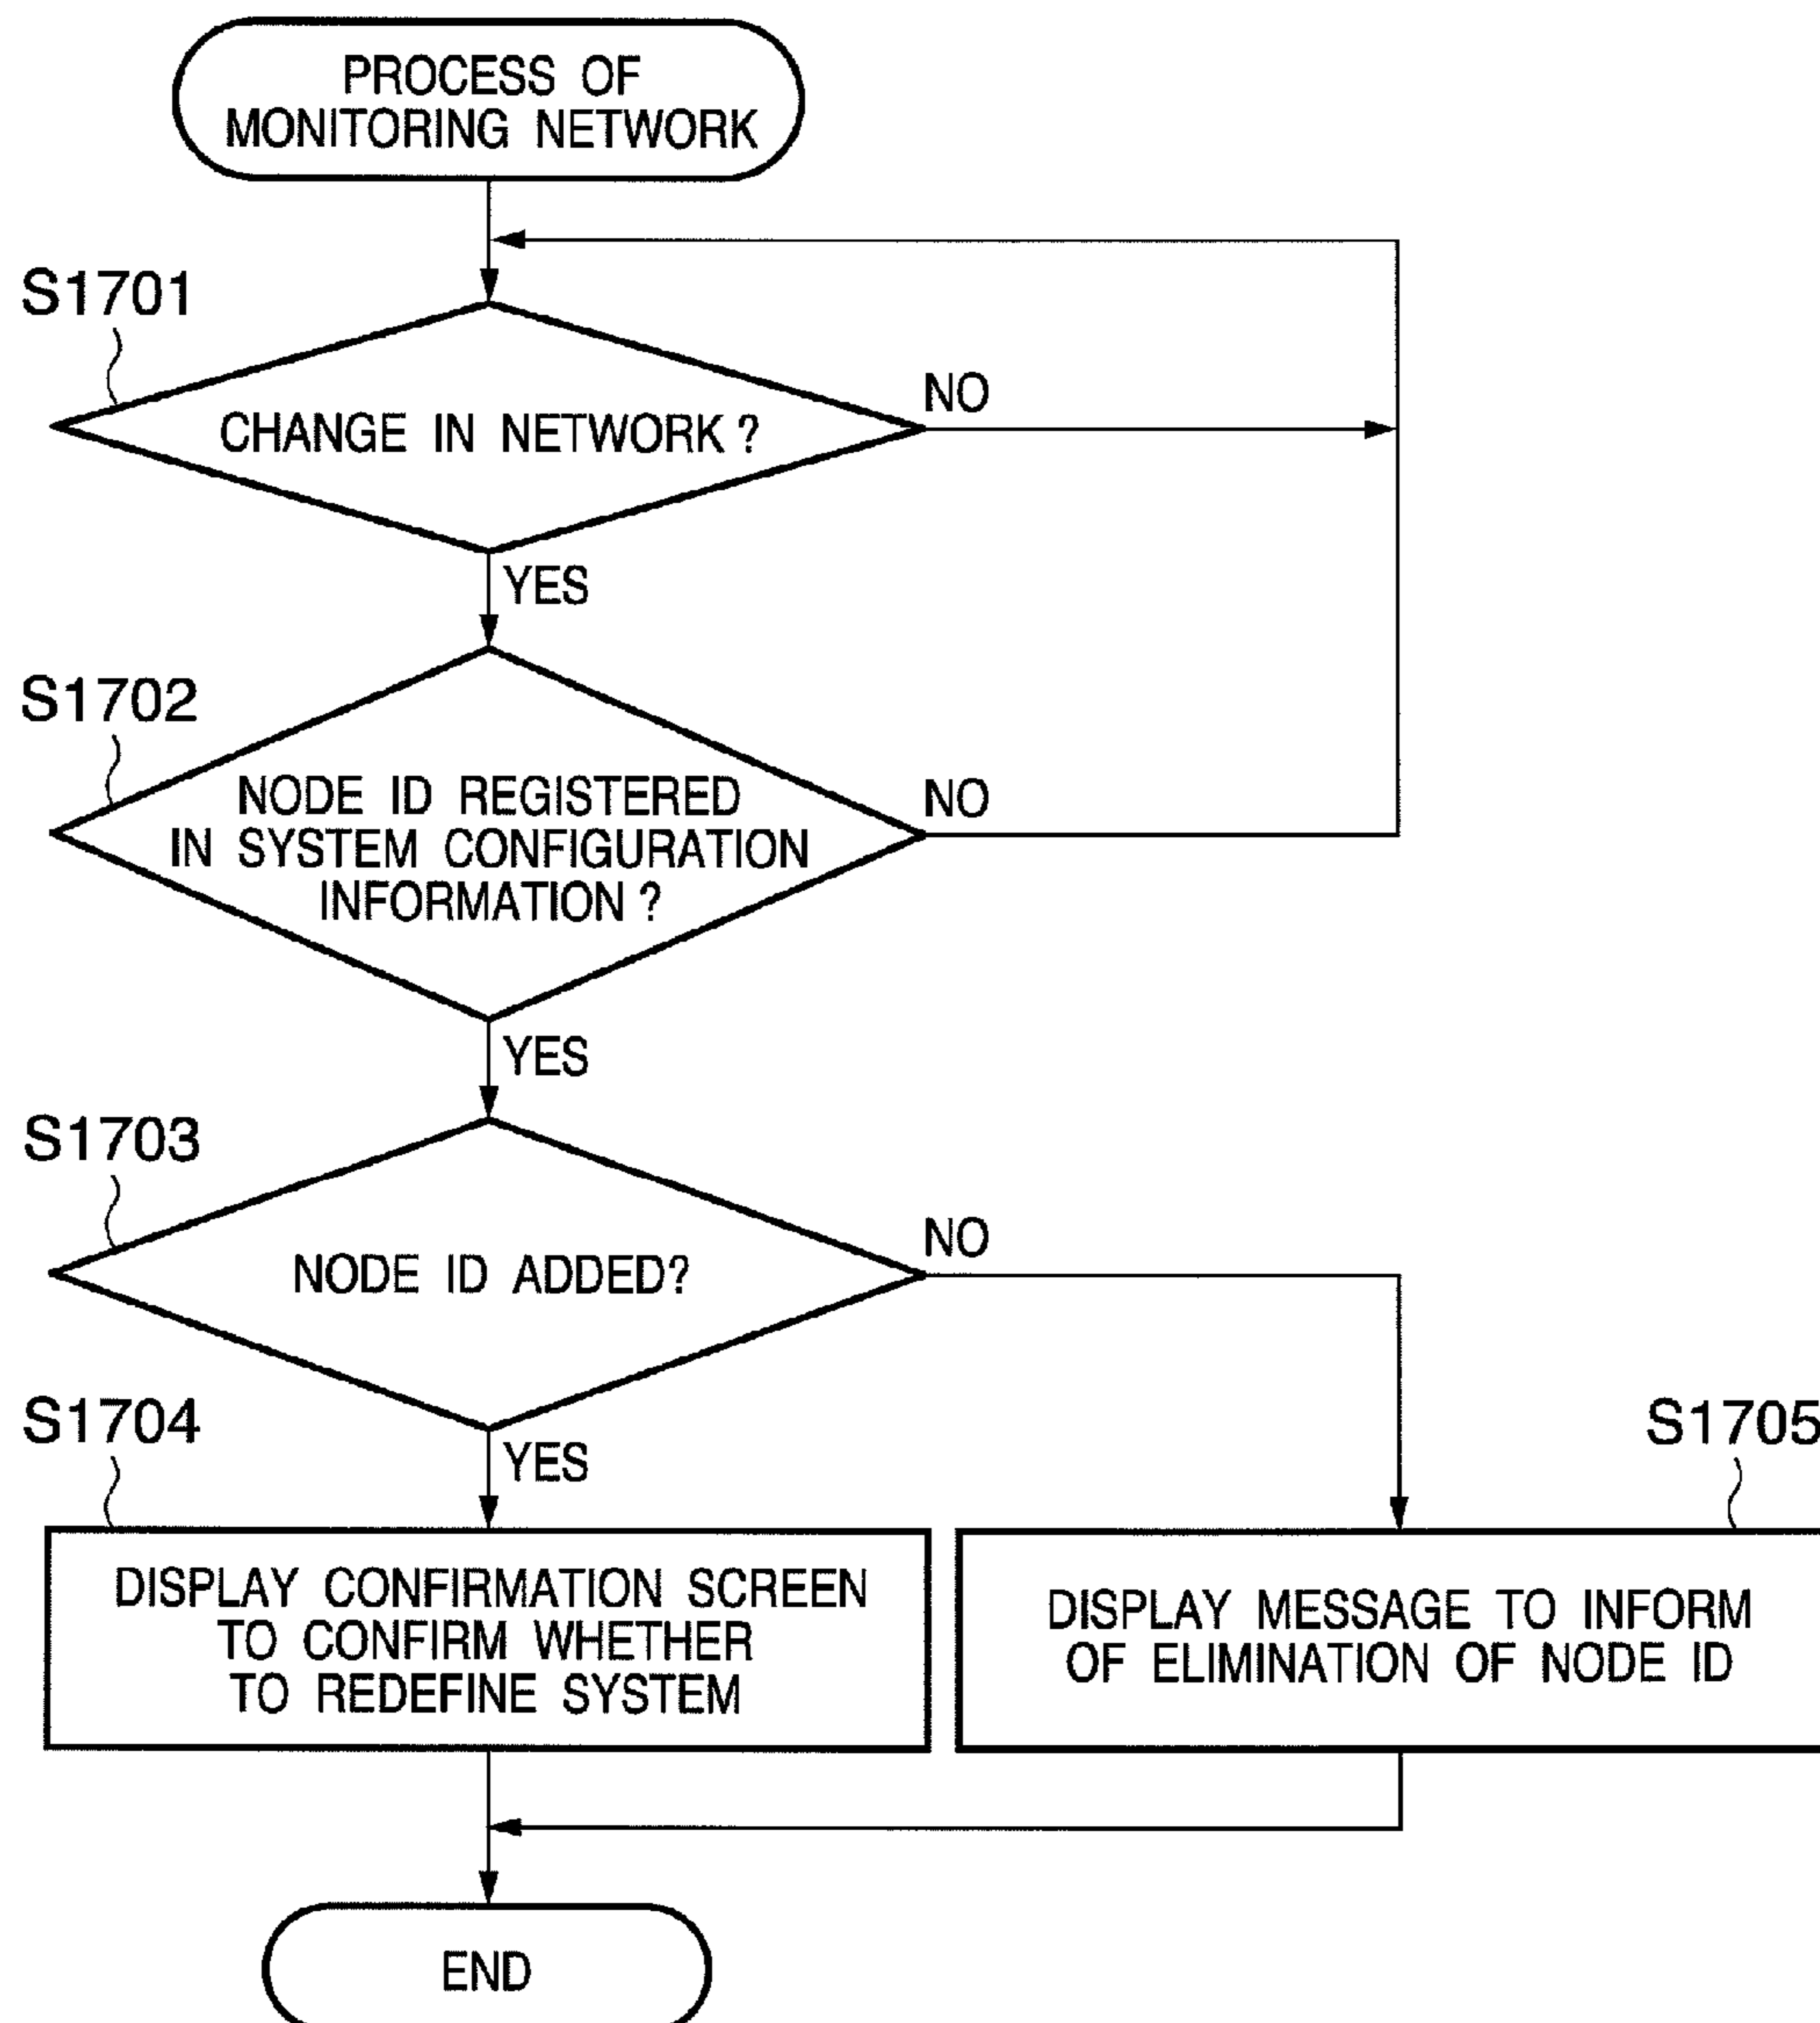 PROCESS OF
MONITORING NETWORK
S1701
CHANGE IN NETWORK ?
NO
YES
S1702
NODE ID REGISTERED
IN SYSTEM CONFIGURATION
INFORMATION ?
NO
YES
S1703
NODE ID ADDED?
NO
YES
S1704
DISPLAY CONFIRMATION SCREEN
TO CONFIRM WHETHER
TO REDEFINE SYSTEM
S1705
DISPLAY MESSAGE TO INFORM
OF ELIMINATION OF NODE ID
END